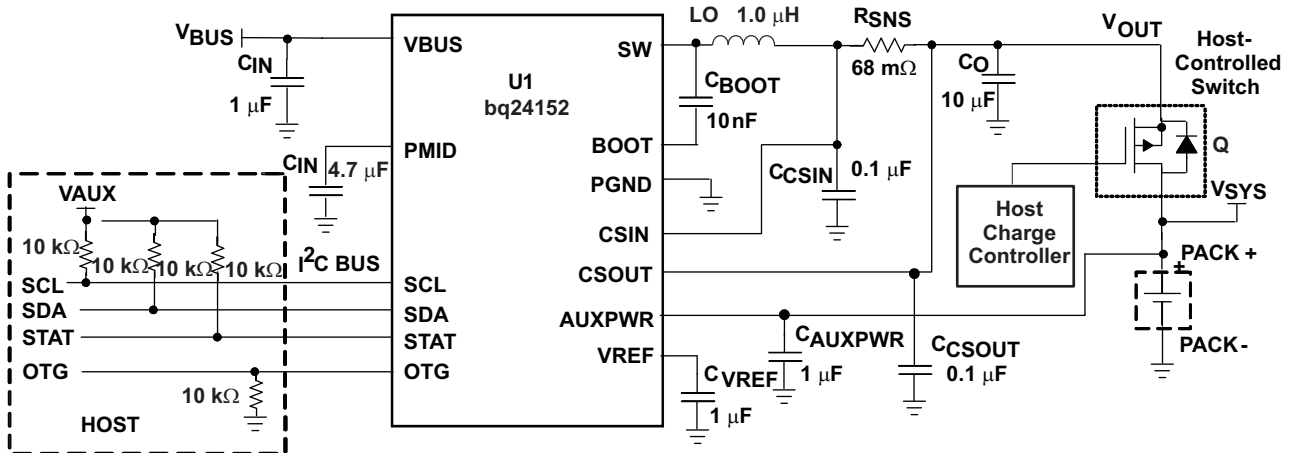 VBUS
CIN
1 μF
VBUS
U1
bq24152
SW
LO 1.0 μH
RSNS
68 mΩ
VOUT
Host-
Controlled
Switch
CBOOT
10nF
CO
10 μF
Q
PMID
CIN
4.7 μF
BOOT
PGND
CCSIN
0.1 μF
VSYS
Host
Charge
Controller
VAUX
10 kΩ
10 kΩ
10 kΩ
10 kΩ
I2C BUS
CSIN
CSOUT
PACK +
+
SCL
SCL
SDA
SDA
AUXPWR
STAT
STAT
VREF
CAUXPWR
1 μF
CCSOUT
0.1 μF
PACK-
OTG
OTG
CVREF
1 μF
10 kΩ
HOST